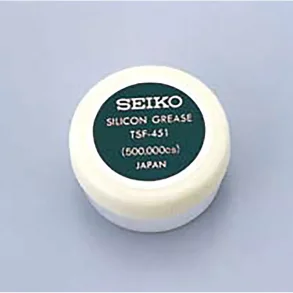 SEIKO
SILICON GREASE
TSF-451
(500,000cs)
JAPAN